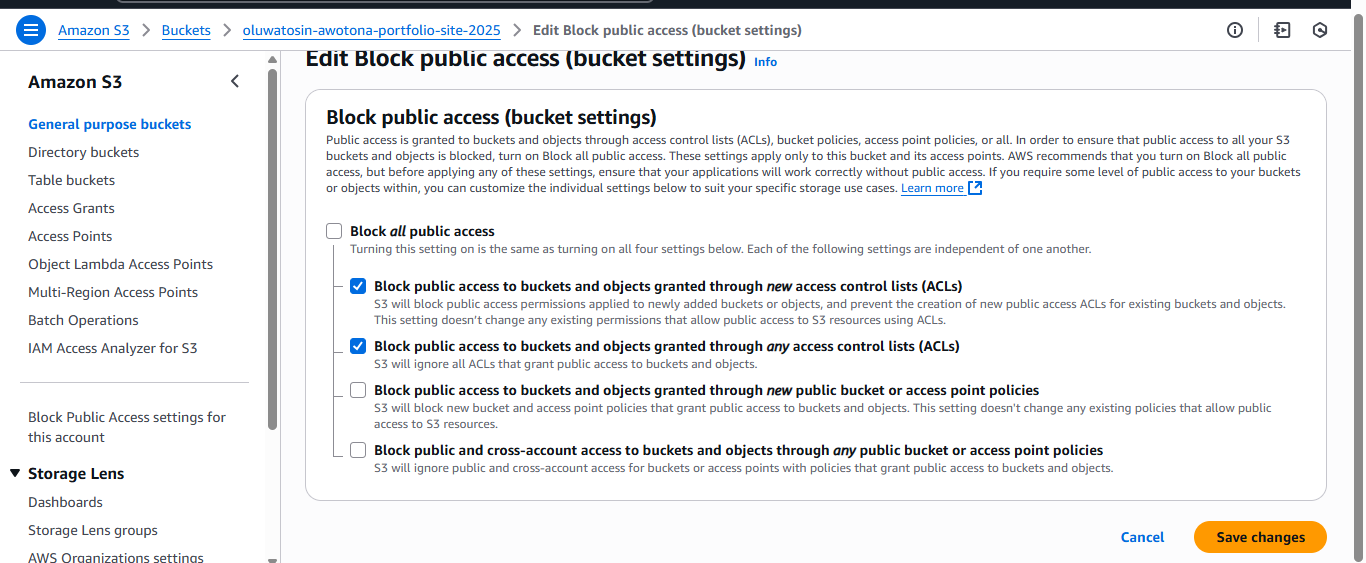 Amazon S3 > Buckets > oluwatosin-awotona-portfolio-site-2025 > Edit Block public access (bucket settings)
Amazon S3
General purpose buckets
Directory buckets
Table buckets
Access Grants
Access Points
Object Lambda Access Points
Multi-Region Access Points
Batch Operations
IAM Access Analyzer for S3
Block Public Access settings for
this account
Storage Lens
Dashboards
Storage Lens groups
AWS Organizations settings
Edit Block public access (bucket settings) Info
Block public access (bucket settings)
Public access is granted to buckets and objects through access control lists (ACLs), bucket policies, access point policies, or all. In order to ensure that public access to all your S3
buckets and objects is blocked, turn on Block all public access. These settings apply only to this bucket and its access points. AWS recommends that you turn on Block all public
access, but before applying any of these settings, ensure that your applications will work correctly without public access. If you require some level of public access to your buckets
or objects within, you can customize the individual settings below to suit your specific storage use cases. Learn more
Block all public access
Turning this setting on is the same as turning on all four settings below. Each of the following settings are independent of one another.
Block public access to buckets and objects granted through new access control lists (ACLs)
S3 will block public access permissions applied to newly added buckets or objects, and prevent the creation of new public access ACLs for existing buckets and objects.
This setting doesn't change any existing permissions that allow public access to S3 resources using ACLs.
Block public access to buckets and objects granted through any access control lists (ACLs)
S3 will ignore all ACLs that grant public access to buckets and objects.
Block public access to buckets and objects granted through new public bucket or access point policies
S3 will block new bucket and access point policies that grant public access to buckets and objects. This setting doesn't change any existing policies that allow public
access to S3 resources.
Block public and cross-account access to buckets and objects through any public bucket or access point policies
S3 will ignore public and cross-account access for buckets or access points with policies that grant public access to buckets and objects.
Cancel
Save changes